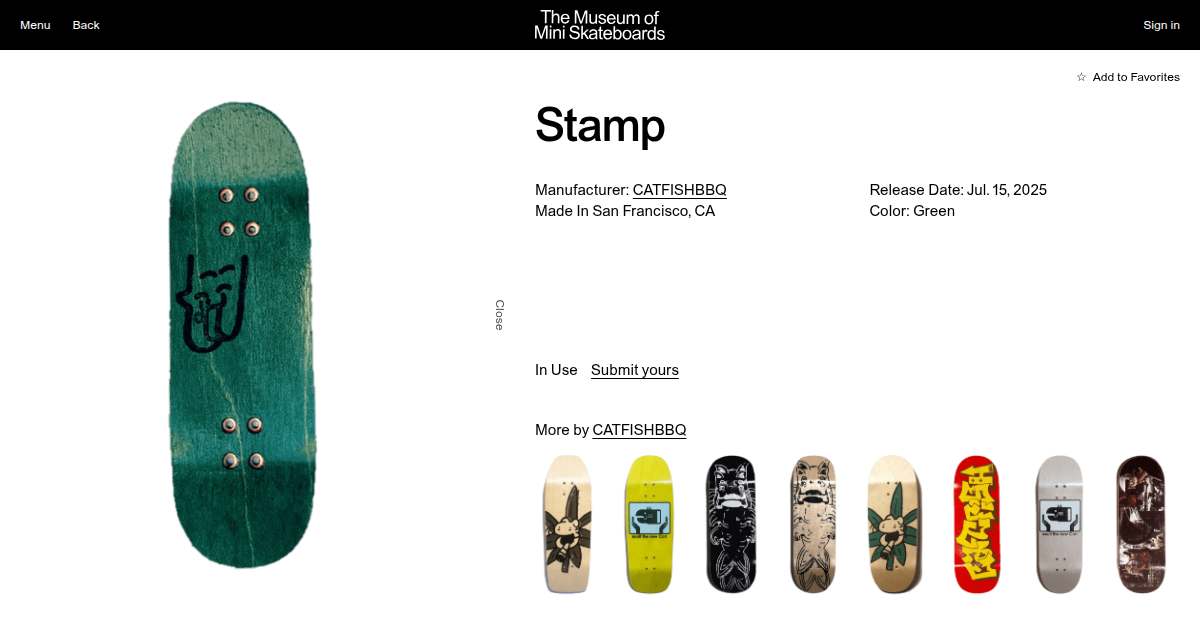 Menu
Back
The Museum of
Mini Skateboards
Sign in
☆ Add to Favorites
Stamp
Manufacturer: CATFISHBBQ
Made In San Francisco, CA
Release Date: Jul. 15, 2025
Color: Green
Close
In Use
Submit yours
More by CATFISHBBQ